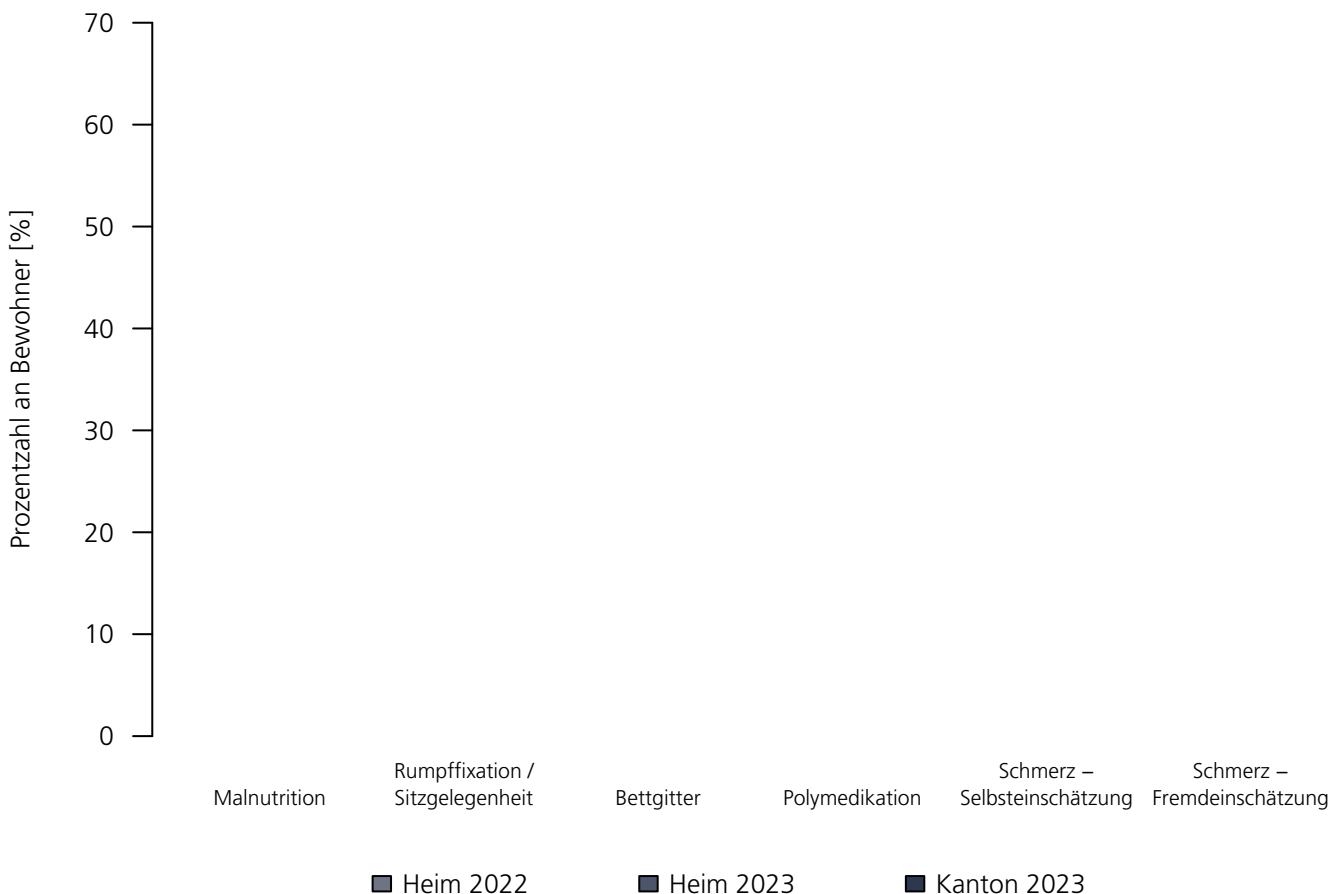 70
60
50
40
30
20
10
0
Prozentzahl an Bewohner [%]
Malnutrition
Rumpffixation /
Sitzgelegenheit
Bettgitter
Polymedikation
Schmerz –
Selbsteinschätzung
Schmerz –
Fremdeinschätzung
Heim 2022
Heim 2023
Kanton 2023